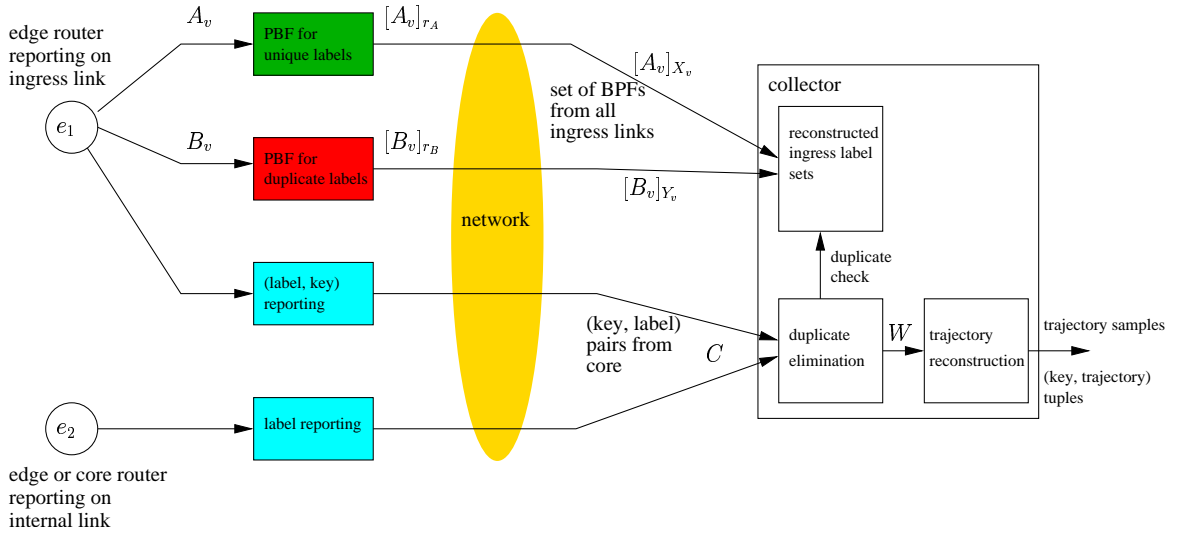 edge router
reporting on
ingress link
e_1
A_v
B_v
PBF for
unique labels
[A_v]_{r_A}
PBF for
duplicate labels
[B_v]_{r_B}
(label, key)
reporting
e_2
label reporting
edge or core router
reporting on
internal link
network
set of BPFs
from all
ingress links
[A_v]_{X_v}
[B_v]_{Y_v}
(key, label)
pairs from
core
C
collector
reconstructed
ingress label
sets
duplicate
check
duplicate
elimination
W
trajectory
reconstruction
trajectory samples
(key, trajectory)
tuples